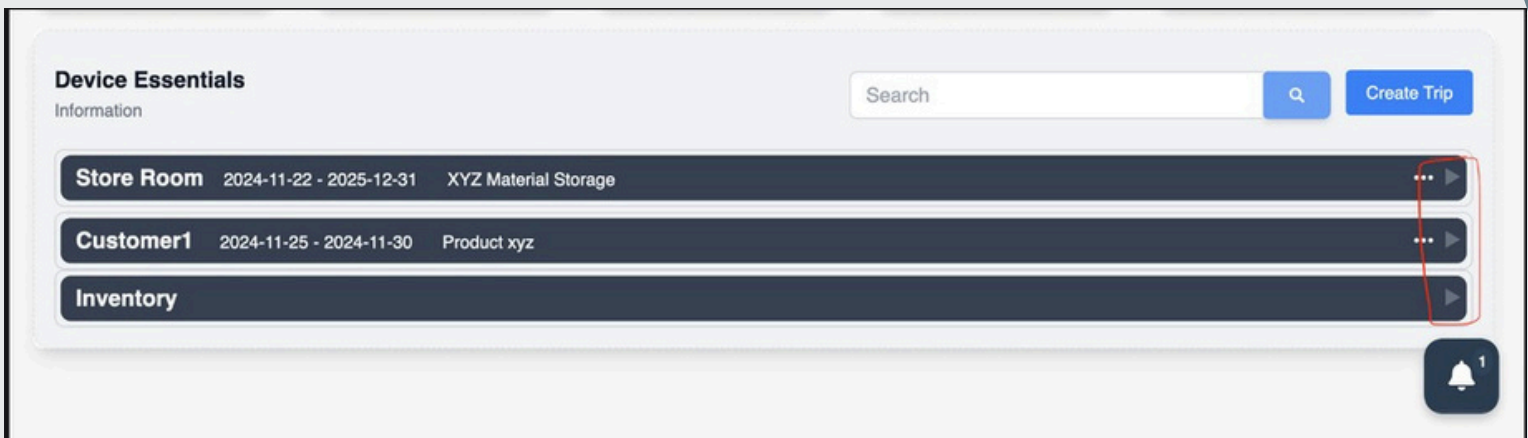 Device Essentials
Information
Search
Create Trip
Store Room 2024-11-22 - 2025-12-31 XYZ Material Storage
Customer1 2024-11-25 - 2024-11-30 Product xyz
Inventory
1